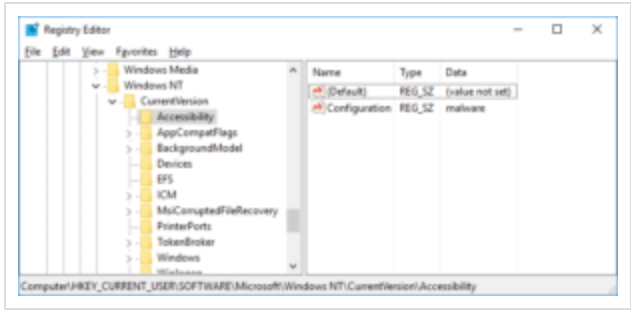 Registry Editor
File Edit View Favorites Help
Windows Media
Windows NT
CurrentVersion
Accessibility
AppCompatFlags
BackgroundModel
Devices
EFS
ICM
MsiCorruptedFileRecovery
PrinterPorts
TokenBroker
Windows
Winlogon
Name Type Data
(Default) REG_SZ (value not set)
Configuration REG_SZ malware
Computer\HKEY_CURRENT_USER\SOFTWARE\Microsoft\Windows NT\CurrentVersion\Accessibility